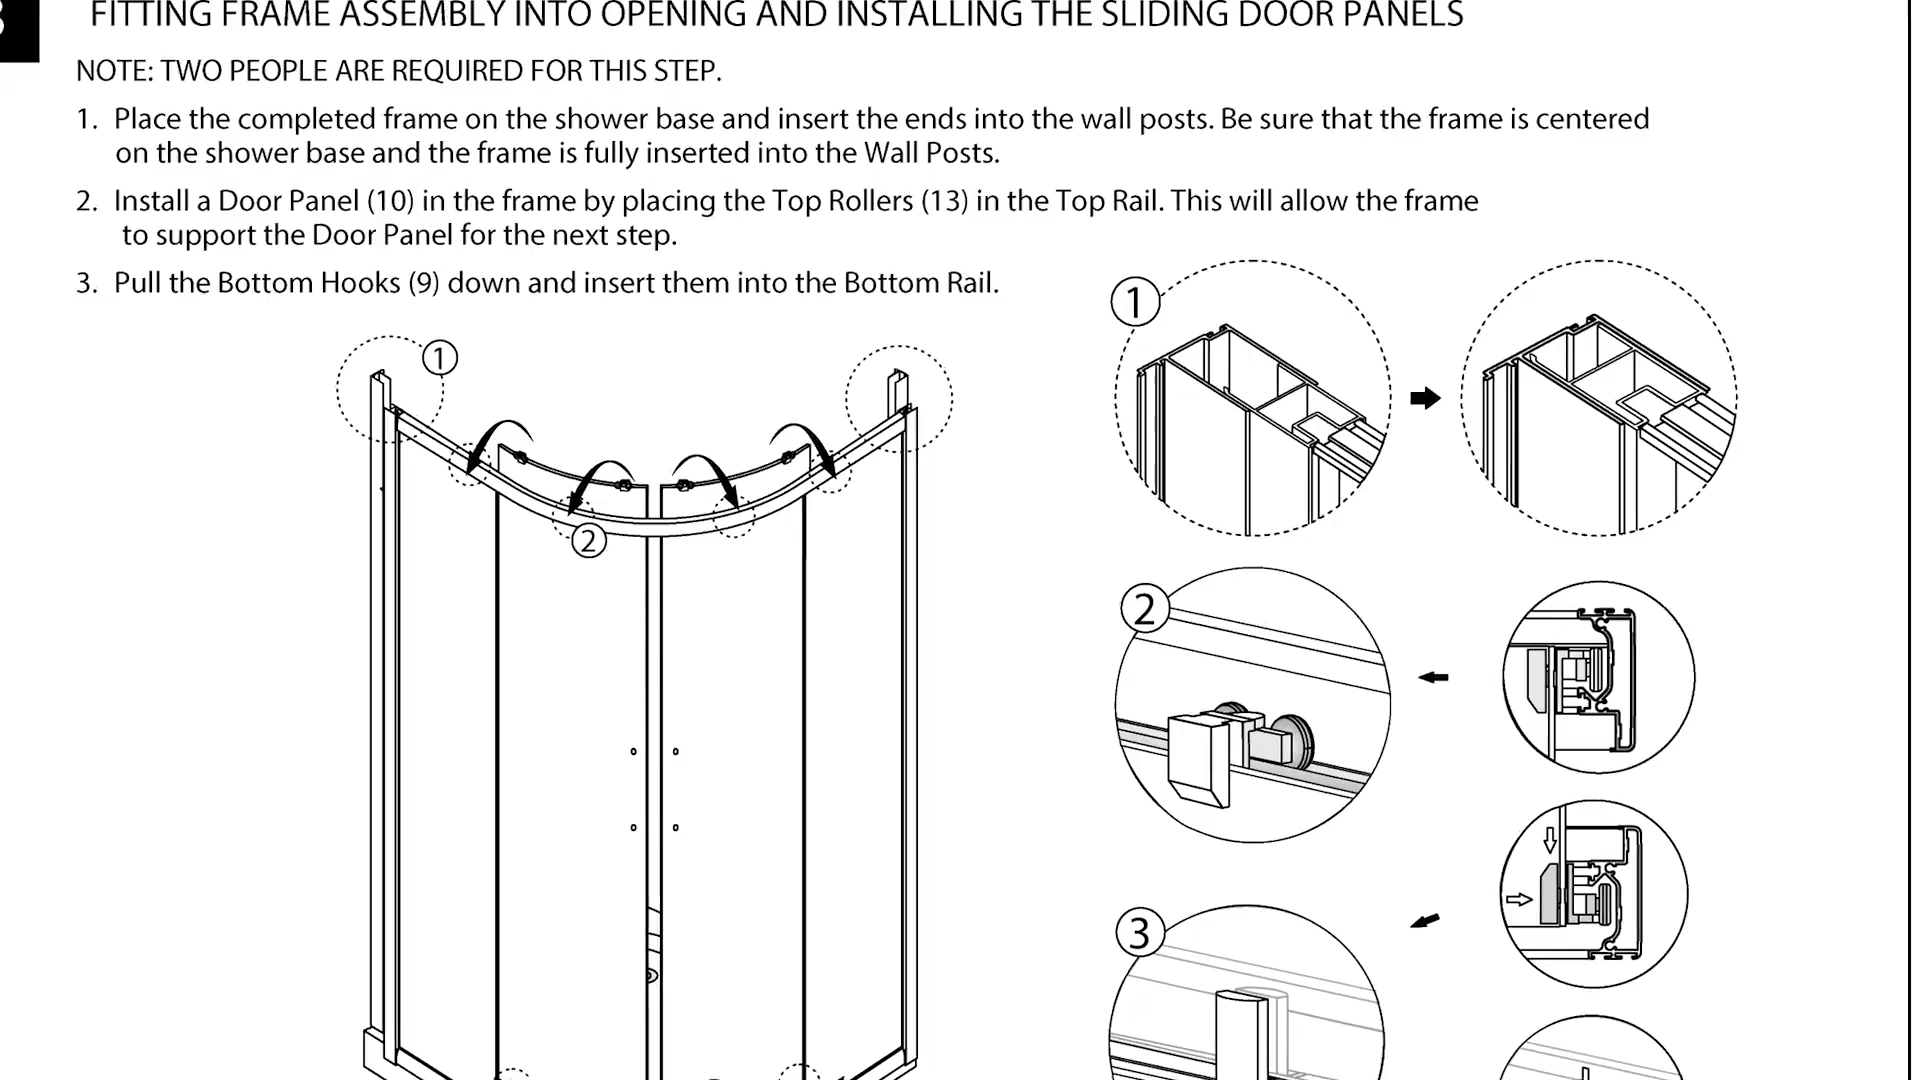 FITTING FRAME ASSEMBLY INTO OPENING AND INSTALLING THE SLIDING DOOR PANELS
NOTE: TWO PEOPLE ARE REQUIRED FOR THIS STEP.
1. Place the completed frame on the shower base and insert the ends into the wall posts. Be sure that the frame is centered
on the shower base and the frame is fully inserted into the Wall Posts.
2. Install a Door Panel (10) in the frame by placing the Top Rollers (13) in the Top Rail. This will allow the frame
to support the Door Panel for the next step.
3. Pull the Bottom Hooks (9) down and insert them into the Bottom Rail.
1
2
1
2
3